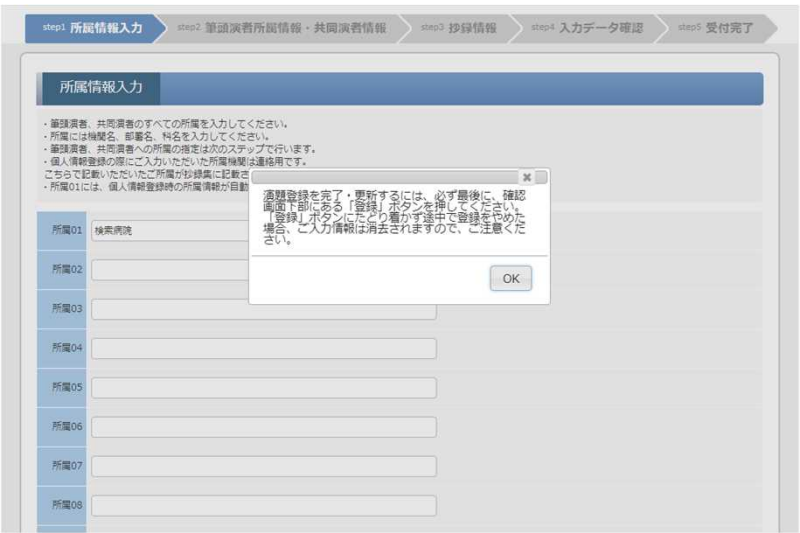 step1 所属情報入力
step2 筆頭演者所属情報・共同演者情報
step3 抄録情報
step4 入力データ確認
step5 受付完了
所属情報入力
・筆頭演者、共同演者のすべての所属を入力してください。
・所属には機関名、部署名、科名を入力してください。
・筆頭演者、共同演者への所属の指定は次のステップで行います。
・個人情報登録の際にご入力いただいた所属機関は連絡用です。
こちらで記載いただいたご所属が抄録集に記載さ
・所属01には、個人情報登録時の所属情報が自動
演題登録を完了・更新するには、必ず最後に、確認
画面下部にある「登録」ボタンを押してください。
「登録」ボタンにたどり着かず途中で登録をやめた
場合、ご入力情報は消去されますので、ご注意くだ
さい。
OK
所属01 検索病院
所属02
所属03
所属04
所属05
所属06
所属07
所属08